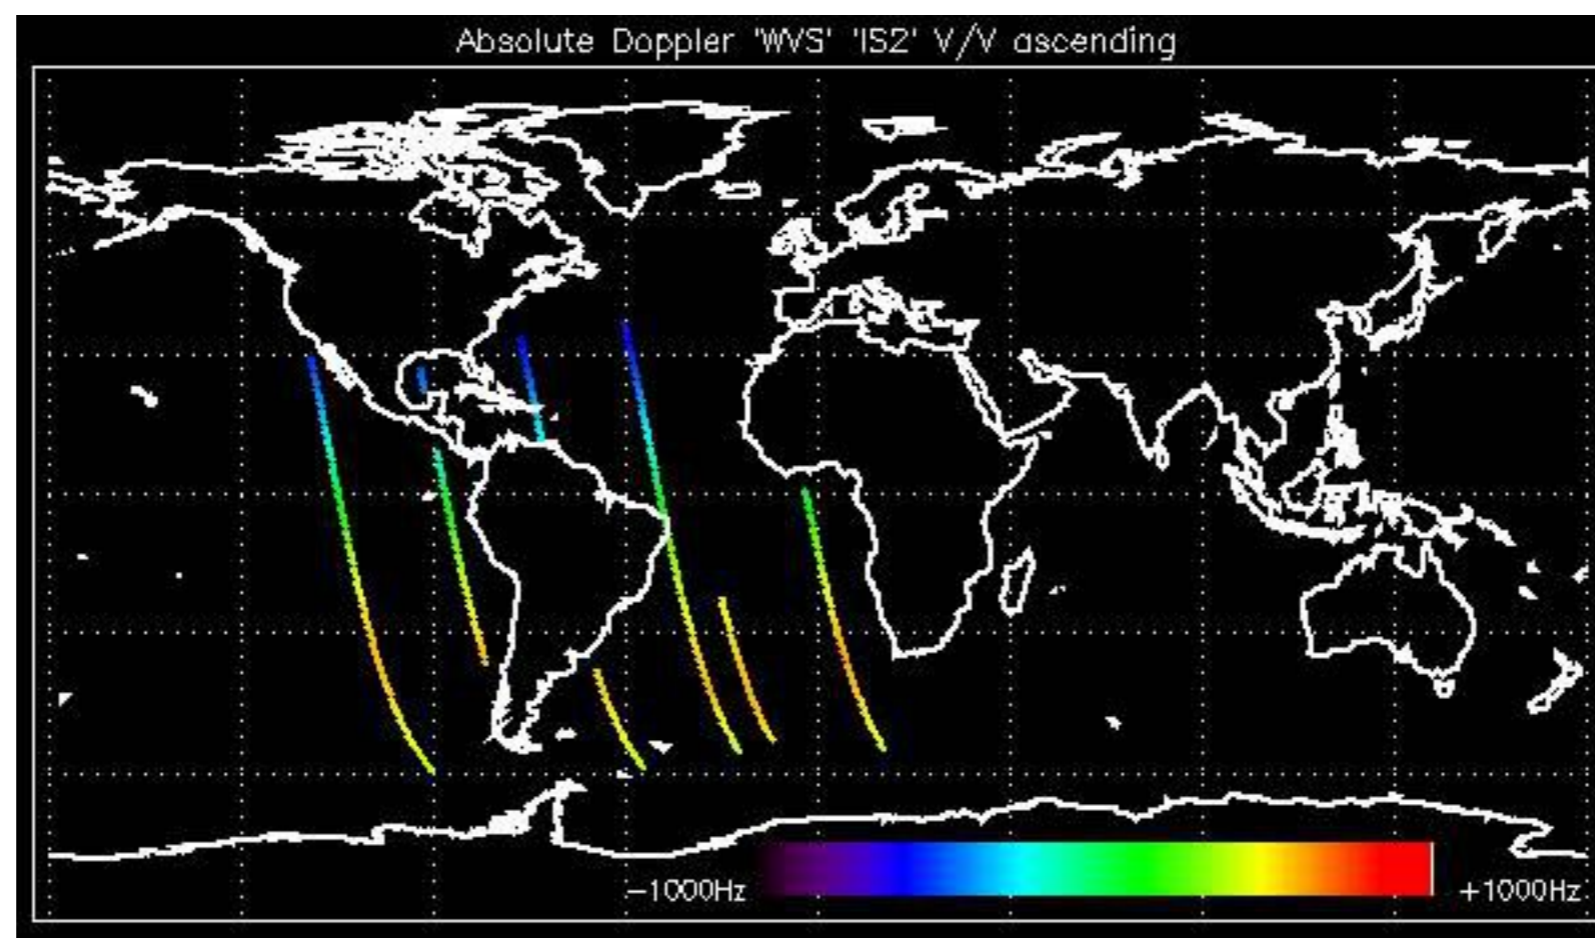 Absolute Doppler 'WVS' 'IS2' V/V ascending
−1000Hz +1000Hz